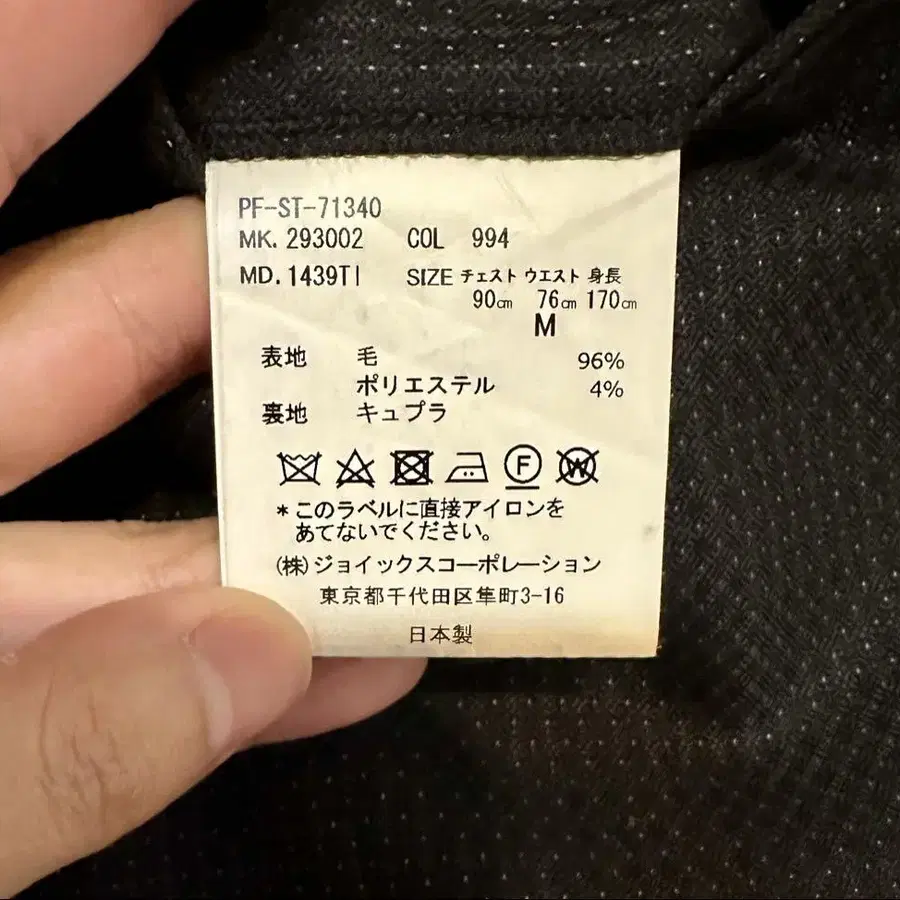 PF-ST-71340
MK. 293002 COL 994
MD. 1439TI SIZE チェスト ウエスト 身長
90㎝ 76㎝ 170㎝
M
表地 毛 96%
ポリエステル 4%
裏地 キュプラ
F W
*このラベルに直接アイロンを
あてないでください。
(株)ジョイックスコーポレーション
東京都千代田区隼町3-16
日本製